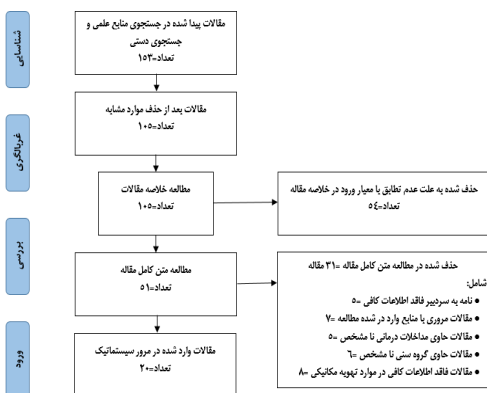 شناسایی
مقالات پیدا شده در جستجوی منابع علمی و
جستجوی دستی
تعداد=۱۵۳
غربالگری
مقالات بعد از حذف موارد مشابه
تعداد=۱۰۵
مطالعه خلاصه مقالات
تعداد=۱۰۵
حذف شده به علت عدم تطابق با معیار ورود در خلاصه مقاله
تعداد=٥٤
بررسی
مطالعه متن کامل مقاله
تعداد=٥۱
حذف شده در مطالعه متن کامل مقاله =۳۱ مقاله
شامل:
• نامه به سردبیر فاقد اطلاعات کافی =٥
• مقالات مروری با منابع وارد در شده مطالعه =۷
• مقالات حاوی مداخلات درمانی نا مشخص =٥
• مقالات حاوی گروه سنی نا مشخص =٦
• مقالات فاقد اطلاعات کافی در موارد تهویه مکانیکی =۸
ورود
مقالات وارد شده در مرور سیستماتیک
تعداد=۲۰